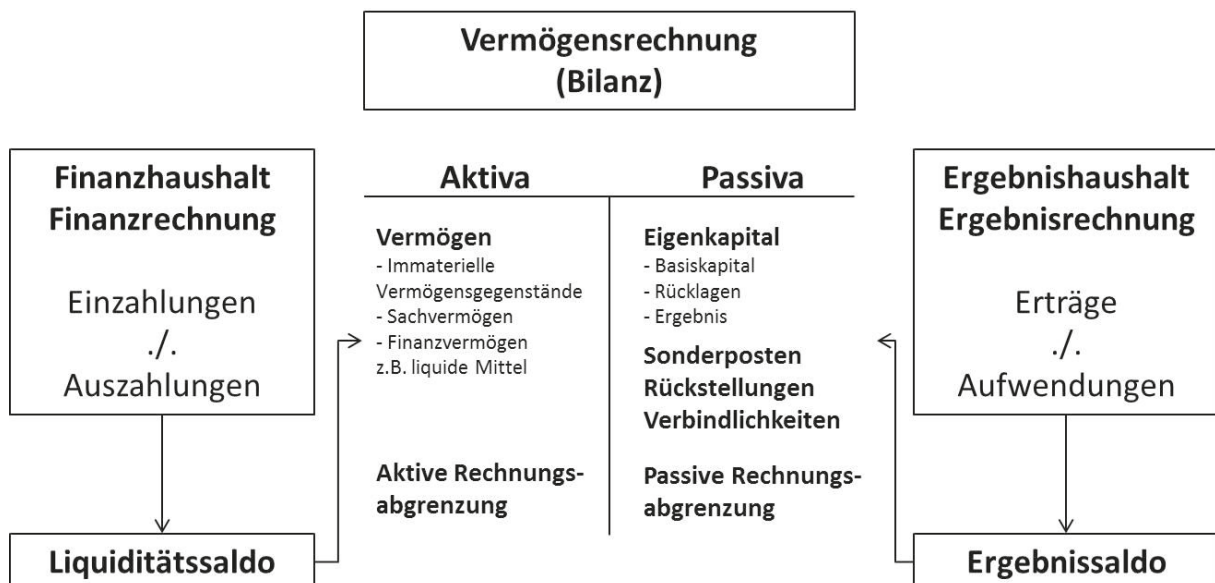 Vermögensrechnung
(Bilanz)
Finanzhaushalt
Finanzrechnung
Einzahlungen
./.
Auszahlungen
Liquiditätssaldo
Aktiva
Vermögen
- Immaterielle
Vermögensgegenstände
- Sachvermögen
- Finanzvermögen
z.B. liquide Mittel
Aktive Rechnungs-
abgrenzung
Passiva
Eigenkapital
- Basiskapital
- Rücklagen
- Ergebnis
Sonderposten
Rückstellungen
Verbindlichkeiten
Passive Rechnungs-
abgrenzung
Ergebnishaushalt
Ergebnisrechnung
Erträge
./.
Aufwendungen
Ergebnissaldo